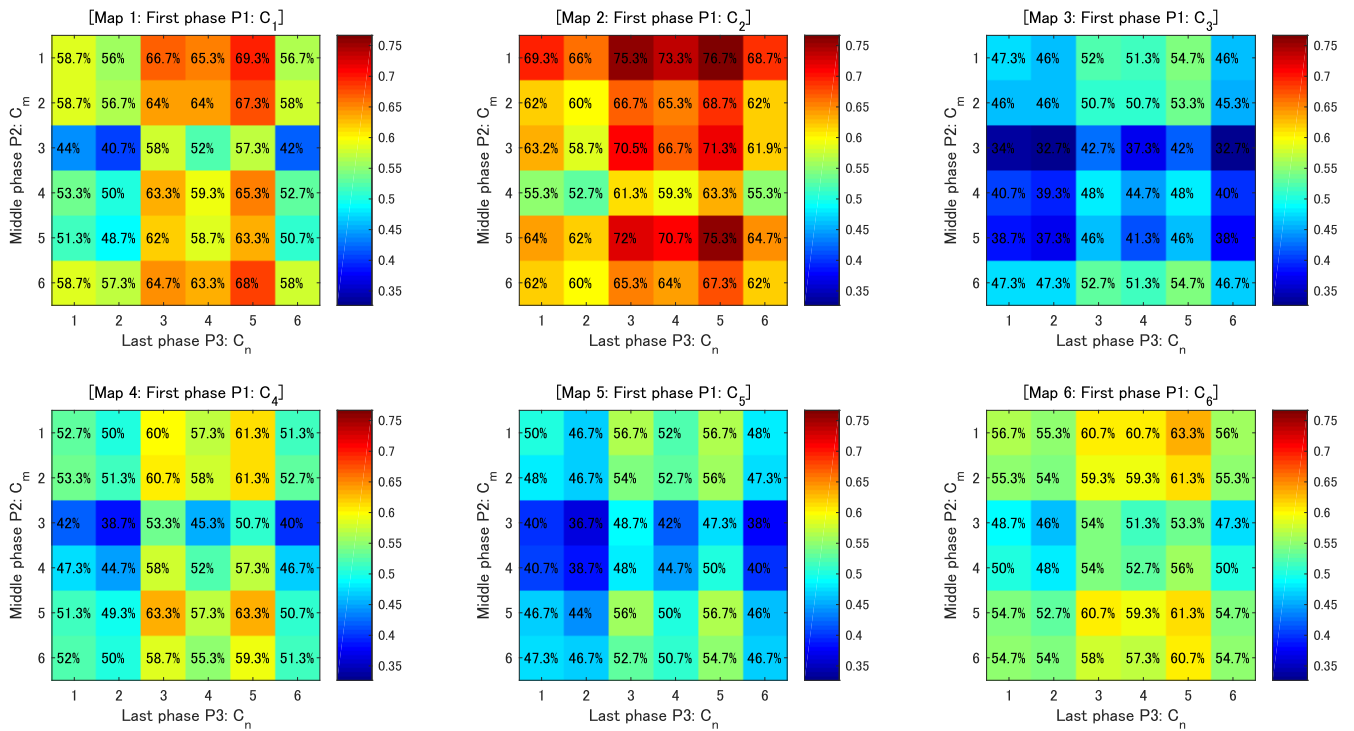 [Map 1: First phase P1: C1]
0.75
0.7
0.65
0.6
0.55
0.5
0.45
0.4
0.35
Middle phase P2: Cm
1 58.7% 56% 66.7% 65.3% 69.3% 56.7%
2 58.7% 56.7% 64% 64% 67.3% 58%
3 44% 40.7% 58% 52% 57.3% 42%
4 53.3% 50% 63.3% 59.3% 65.3% 52.7%
5 51.3% 48.7% 62% 58.7% 63.3% 50.7%
6 58.7% 57.3% 64.7% 63.3% 68% 58%
1 2 3 4 5 6
Last phase P3: Cn
[Map 2: First phase P1: C2]
0.75
0.7
0.65
0.6
0.55
0.5
0.45
0.4
0.35
Middle phase P2: Cm
1 69.3% 66% 75.3% 73.3% 76.7% 68.7%
2 62% 60% 66.7% 65.3% 68.7% 62%
3 63.2% 58.7% 70.5% 66.7% 71.3% 61.9%
4 55.3% 52.7% 61.3% 59.3% 63.3% 55.3%
5 64% 62% 72% 70.7% 75.3% 64.7%
6 62% 60% 65.3% 64% 67.3% 62%
1 2 3 4 5 6
Last phase P3: Cn
[Map 3: First phase P1: C3]
0.75
0.7
0.65
0.6
0.55
0.5
0.45
0.4
0.35
Middle phase P2: Cm
1 47.3% 46% 52% 51.3% 54.7% 46%
2 46% 46% 50.7% 50.7% 53.3% 45.3%
3 34% 32.7% 42.7% 37.3% 42% 32.7%
4 40.7% 39.3% 48% 44.7% 48% 40%
5 38.7% 37.3% 46% 41.3% 46% 38%
6 47.3% 47.3% 52.7% 51.3% 54.7% 46.7%
1 2 3 4 5 6
Last phase P3: Cn
[Map 4: First phase P1: C4]
0.75
0.7
0.65
0.6
0.55
0.5
0.45
0.4
0.35
Middle phase P2: Cm
1 52.7% 50% 60% 57.3% 61.3% 51.3%
2 53.3% 51.3% 60.7% 58% 61.3% 52.7%
3 42% 38.7% 53.3% 45.3% 50.7% 40%
4 47.3% 44.7% 58% 52% 57.3% 46.7%
5 51.3% 49.3% 63.3% 57.3% 63.3% 50.7%
6 52% 50% 58.7% 55.3% 59.3% 51.3%
1 2 3 4 5 6
Last phase P3: Cn
[Map 5: First phase P1: C5]
0.75
0.7
0.65
0.6
0.55
0.5
0.45
0.4
0.35
Middle phase P2: Cm
1 50% 46.7% 56.7% 52% 56.7% 48%
2 48% 46.7% 54% 52.7% 56% 47.3%
3 40% 36.7% 48.7% 42% 47.3% 38%
4 40.7% 38.7% 48% 44.7% 50% 40%
5 46.7% 44% 56% 50% 56.7% 46%
6 47.3% 46.7% 52.7% 50.7% 54.7% 46.7%
1 2 3 4 5 6
Last phase P3: Cn
[Map 6: First phase P1: C6]
0.75
0.7
0.65
0.6
0.55
0.5
0.45
0.4
0.35
Middle phase P2: Cm
1 56.7% 55.3% 60.7% 60.7% 63.3% 56%
2 55.3% 54% 59.3% 59.3% 61.3% 55.3%
3 48.7% 46% 54% 51.3% 53.3% 47.3%
4 50% 48% 54% 52.7% 56% 50%
5 54.7% 52.7% 60.7% 59.3% 61.3% 54.7%
6 54.7% 54% 58% 57.3% 60.7% 54.7%
1 2 3 4 5 6
Last phase P3: Cn